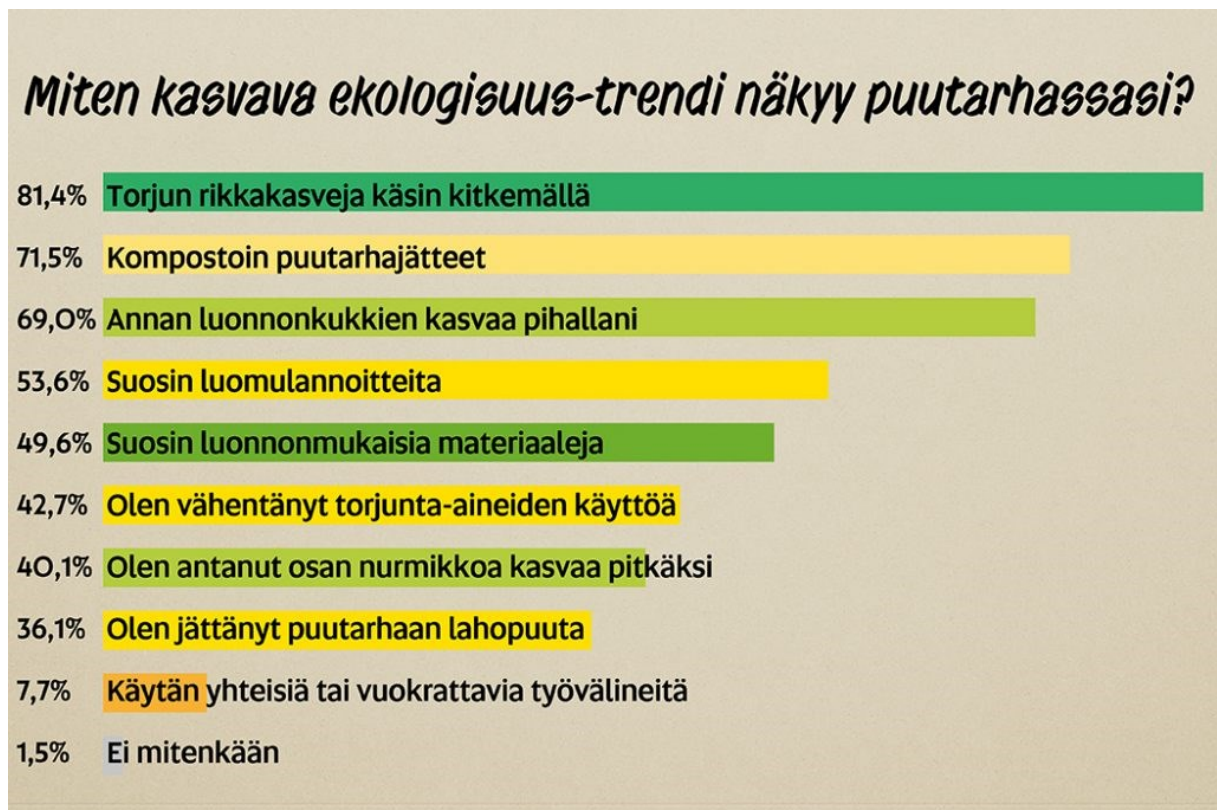 Miten kasvava ekologisuus-trendi näkyy puutarhassasi?
81,4% Torjun rikkakasveja käsin kitkemällä
71,5% Kompostoin puutarhajätteet
69,0% Annan luonnonkukkien kasvaa pihallani
53,6% Suosin luomulannoitteita
49,6% Suosin luonnonmukaisia materiaaleja
42,7% Olen vähentänyt torjunta-aineiden käyttöä
40,1% Olen antanut osan nurmikkoa kasvaa pitkäksi
36,1% Olen jättänyt puutarhaan lahopuuta
7,7% Käytän yhteisiä tai vuokrattavia työvälineitä
1,5% Ei mitenkään